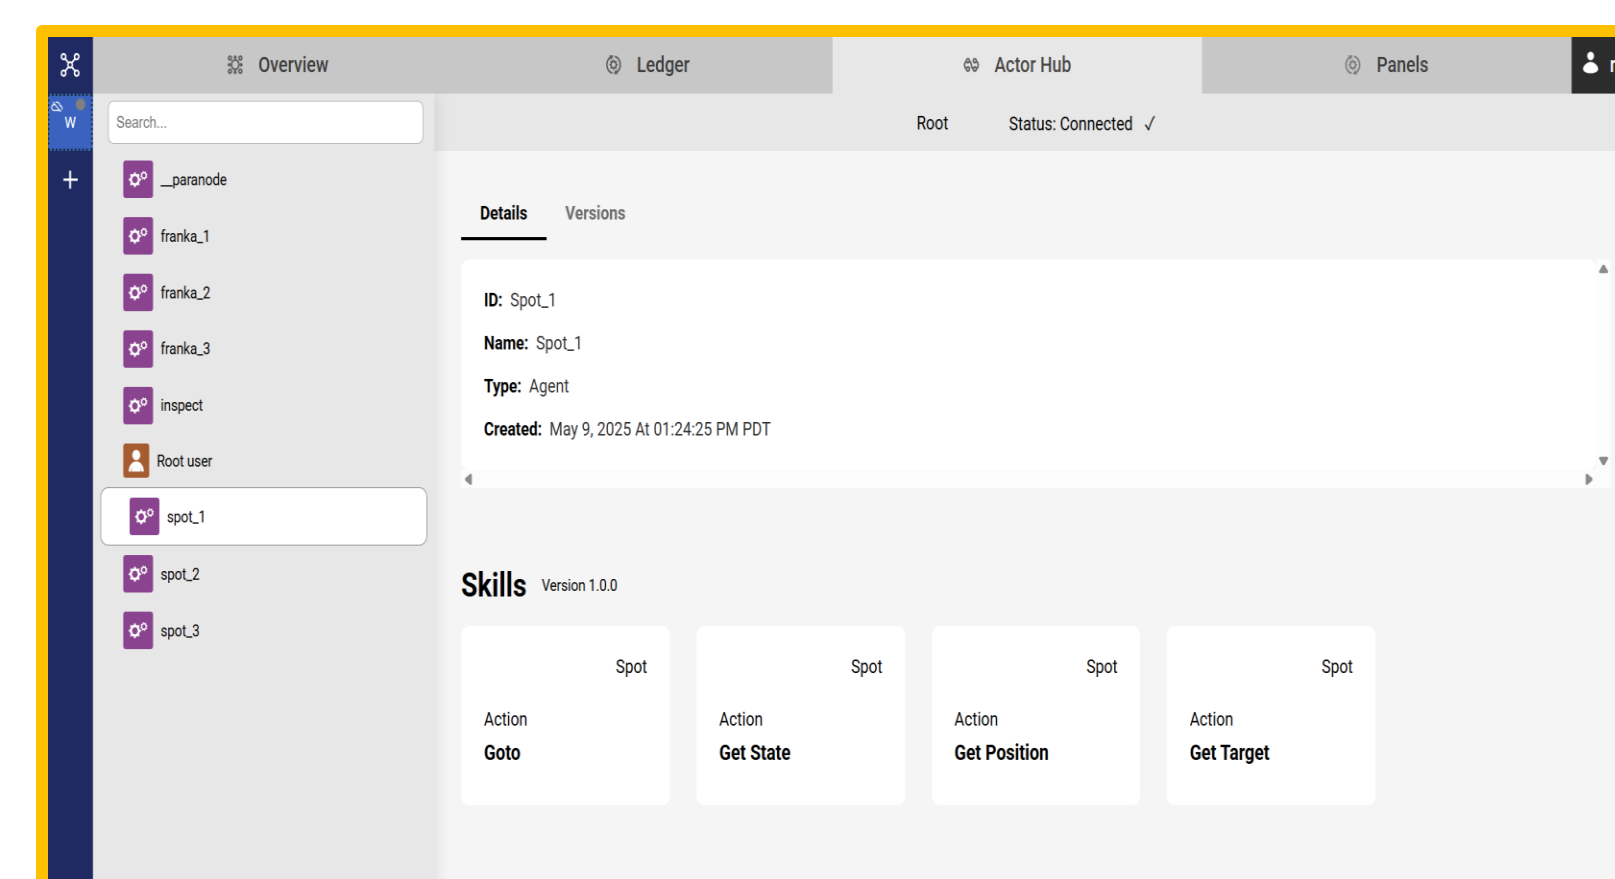 Overview
Ledger
Actor Hub
Panels
W
Search...
Root
Status: Connected ✓
+
__paranode
franka_1
franka_2
franka_3
inspect
Root user
spot_1
spot_2
spot_3
Details
Versions
ID: Spot_1
Name: Spot_1
Type: Agent
Created: May 9, 2025 At 01:24:25 PM PDT
Skills Version 1.0.0
Spot
Action
Goto
Spot
Action
Get State
Spot
Action
Get Position
Spot
Action
Get Target